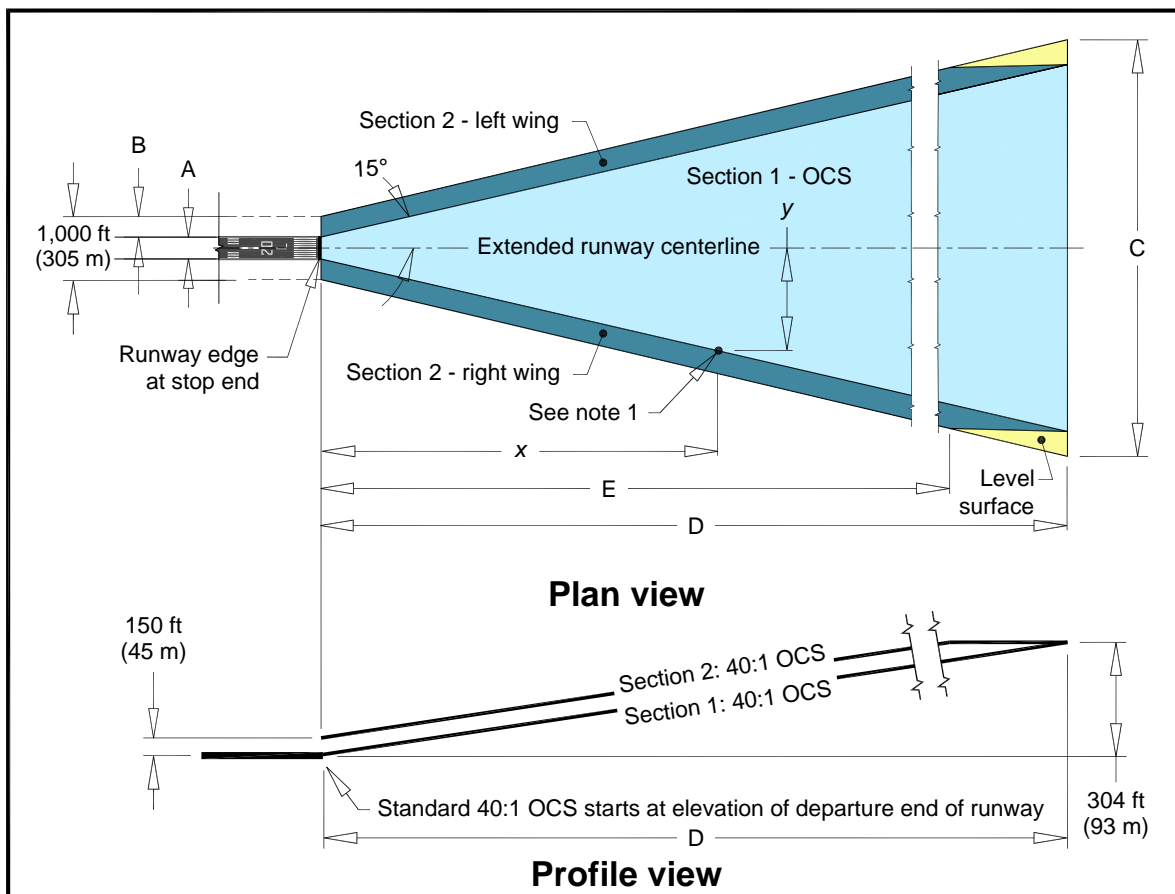 B
A
1,000 ft
(305 m)
Section 2 - left wing
15°
Section 1 - OCS
y
20
Extended runway centerline
C
Runway edge
at stop end
Section 2 - right wing
See note 1
x
E
Level
surface
D
Plan view
150 ft
(45 m)
Section 2: 40:1 OCS
Section 1: 40:1 OCS
Standard 40:1 OCS starts at elevation of departure end of runway
304 ft
(93 m)
D
Profile view